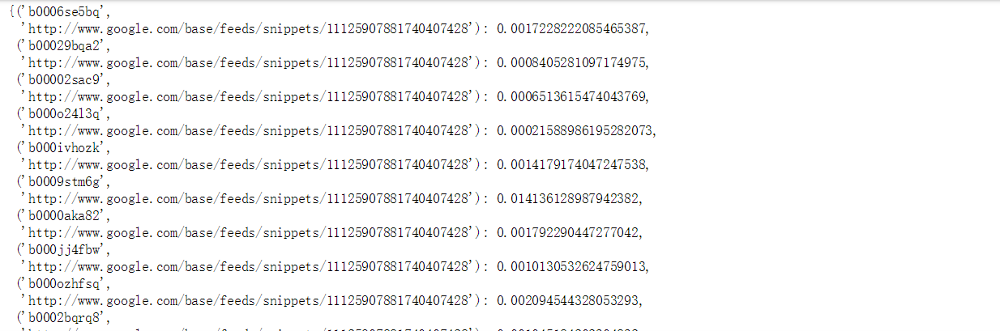 {('b0006se5bq',
'http://www.google.com/base/feeds/snippets/11125907881740407428'): 0.0017228222085465387,
('b00029bqa2',
'http://www.google.com/base/feeds/snippets/11125907881740407428'): 0.0008405281097174975,
('b00002sac9',
'http://www.google.com/base/feeds/snippets/11125907881740407428'): 0.0006513615474043769,
('b000o24l3q',
'http://www.google.com/base/feeds/snippets/11125907881740407428'): 0.00021588986195282073,
('b000ivhozk',
'http://www.google.com/base/feeds/snippets/11125907881740407428'): 0.0014179174047247538,
('b0009stm6g',
'http://www.google.com/base/feeds/snippets/11125907881740407428'): 0.014136128987942382,
('b0000aka82',
'http://www.google.com/base/feeds/snippets/11125907881740407428'): 0.001792290447277042,
('b000jj4fbw',
'http://www.google.com/base/feeds/snippets/11125907881740407428'): 0.0010130532624759013,
('b000ozhfsq',
'http://www.google.com/base/feeds/snippets/11125907881740407428'): 0.002094544328053293,
('b0002bqrq8',